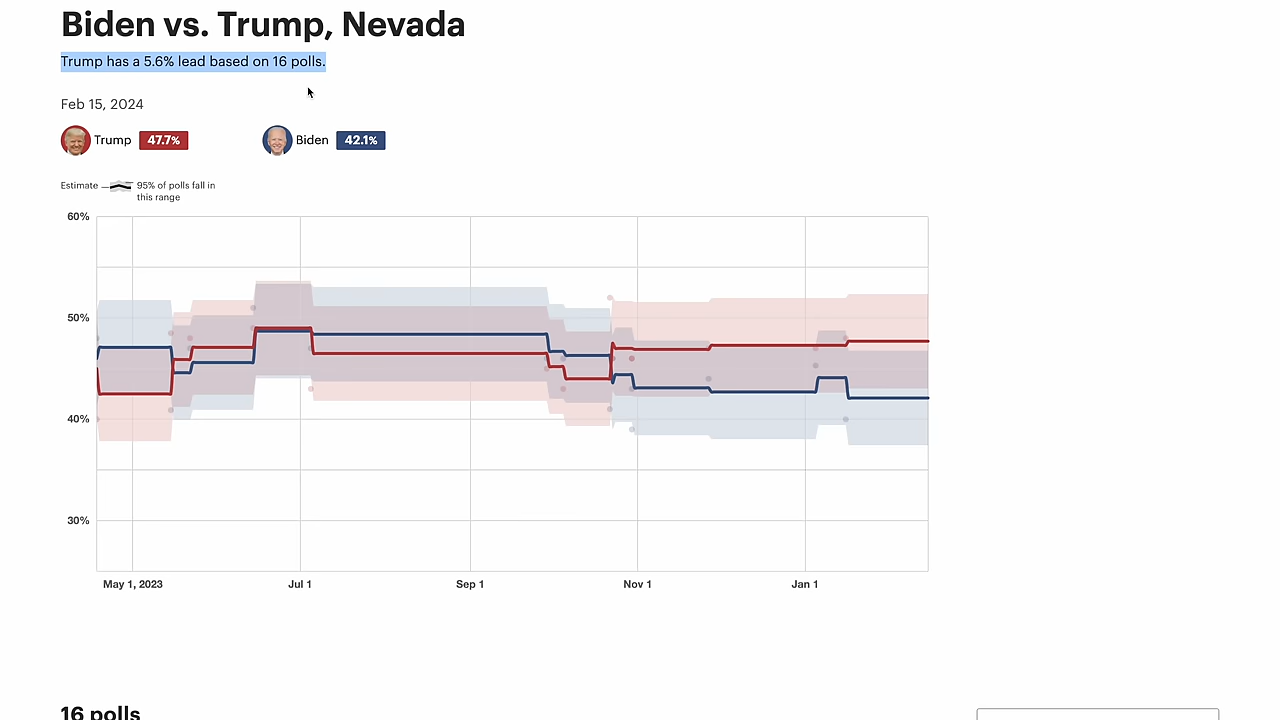 Biden vs. Trump, Nevada
Trump has a 5.6% lead based on 16 polls.
Feb 15, 2024
Trump 47.7% Biden 42.1%
Estimate 95% of polls fall in
this range
60%
50%
40%
30%
May 1, 2023 Jul 1 Sep 1 Nov 1 Jan 1
16 polls